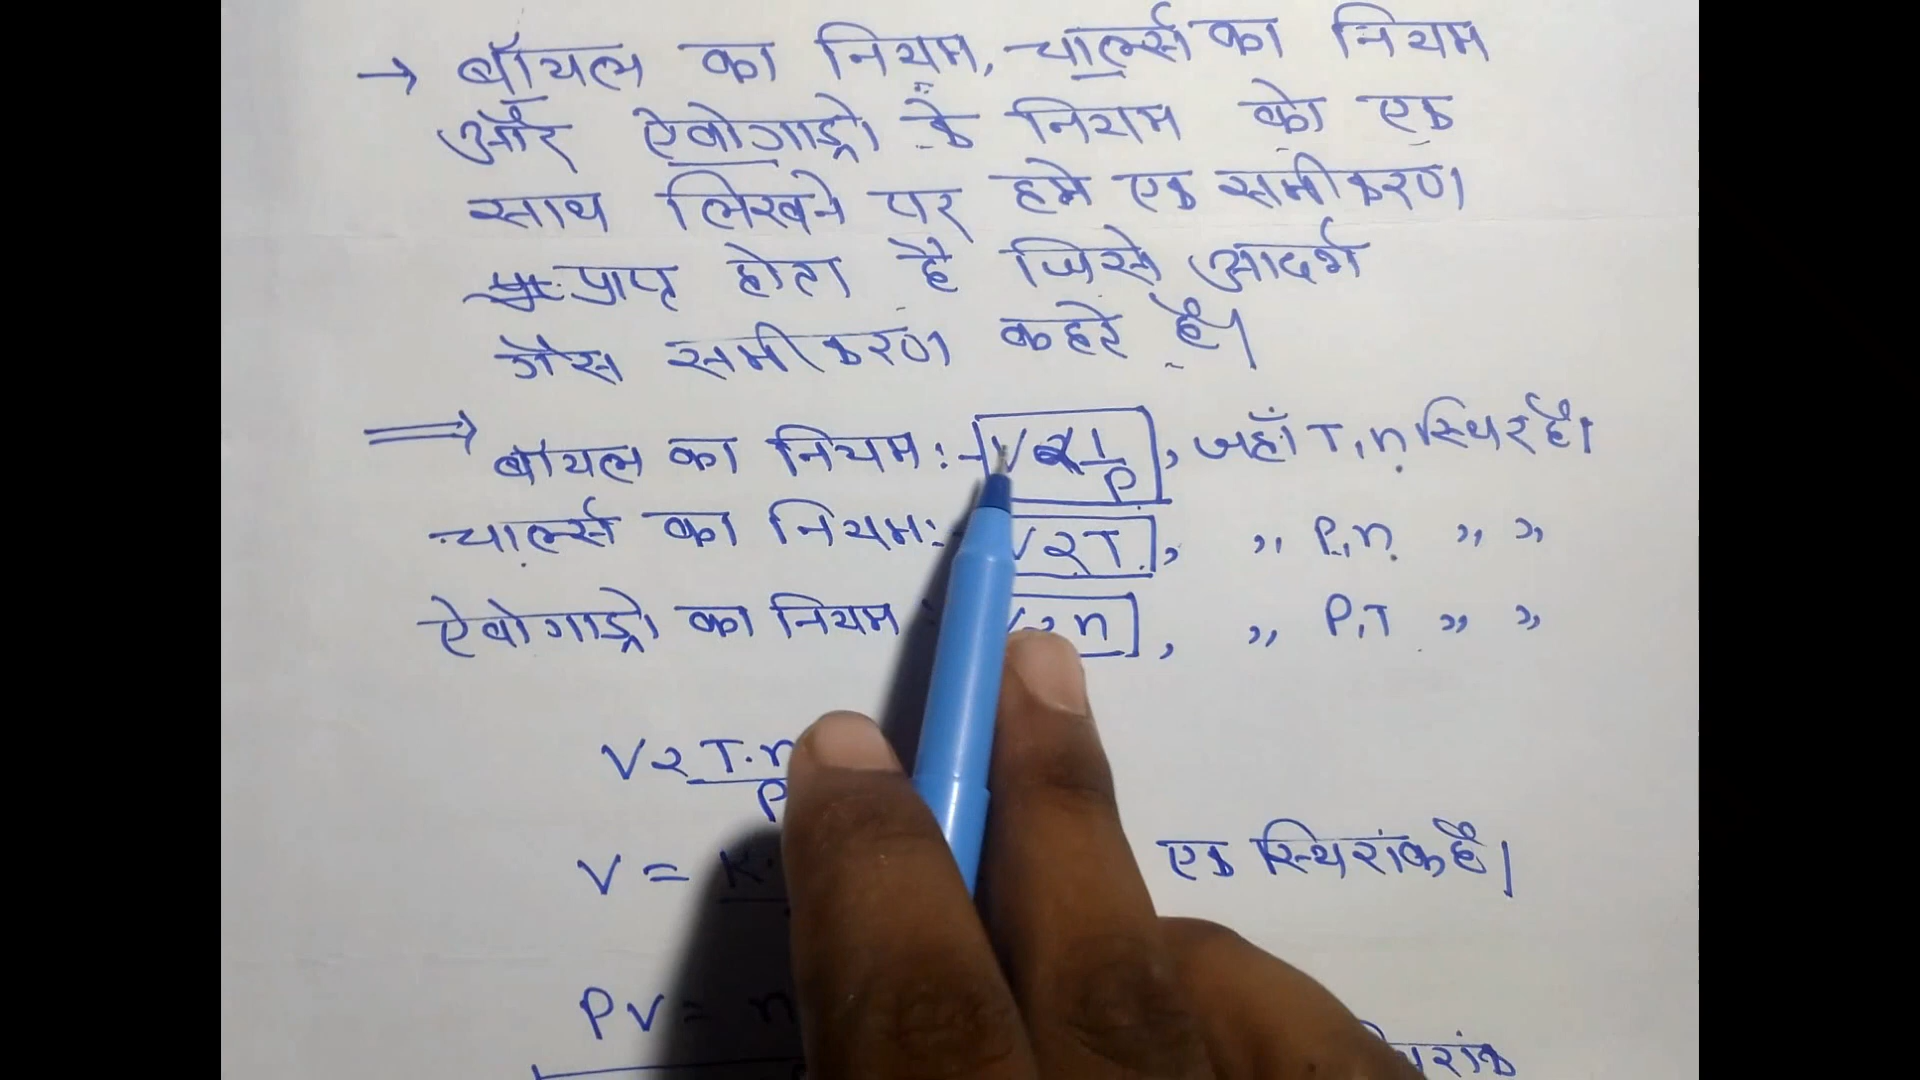 → बॉयल का नियम, चार्ल्स का नियम
और ऐवोगाड्रो के नियम को एक
साथ लिखने पर हमे एक समीकरण
प्राप्त होता है जिसे आदर्श
गैस समीकरण कहते है।
⟹ बॉयल का नियम :- V ∝ 1/P, जहाँ T, n स्थिर है।
चार्ल्स का नियम :- V ∝ T, ,, P, n ,, ,,
ऐवोगाड्रो का नियम :- V ∝ n, ,, P, T ,, ,,
V ∝ T.n/P
V = K. एक स्थिरांक है।
PV = n